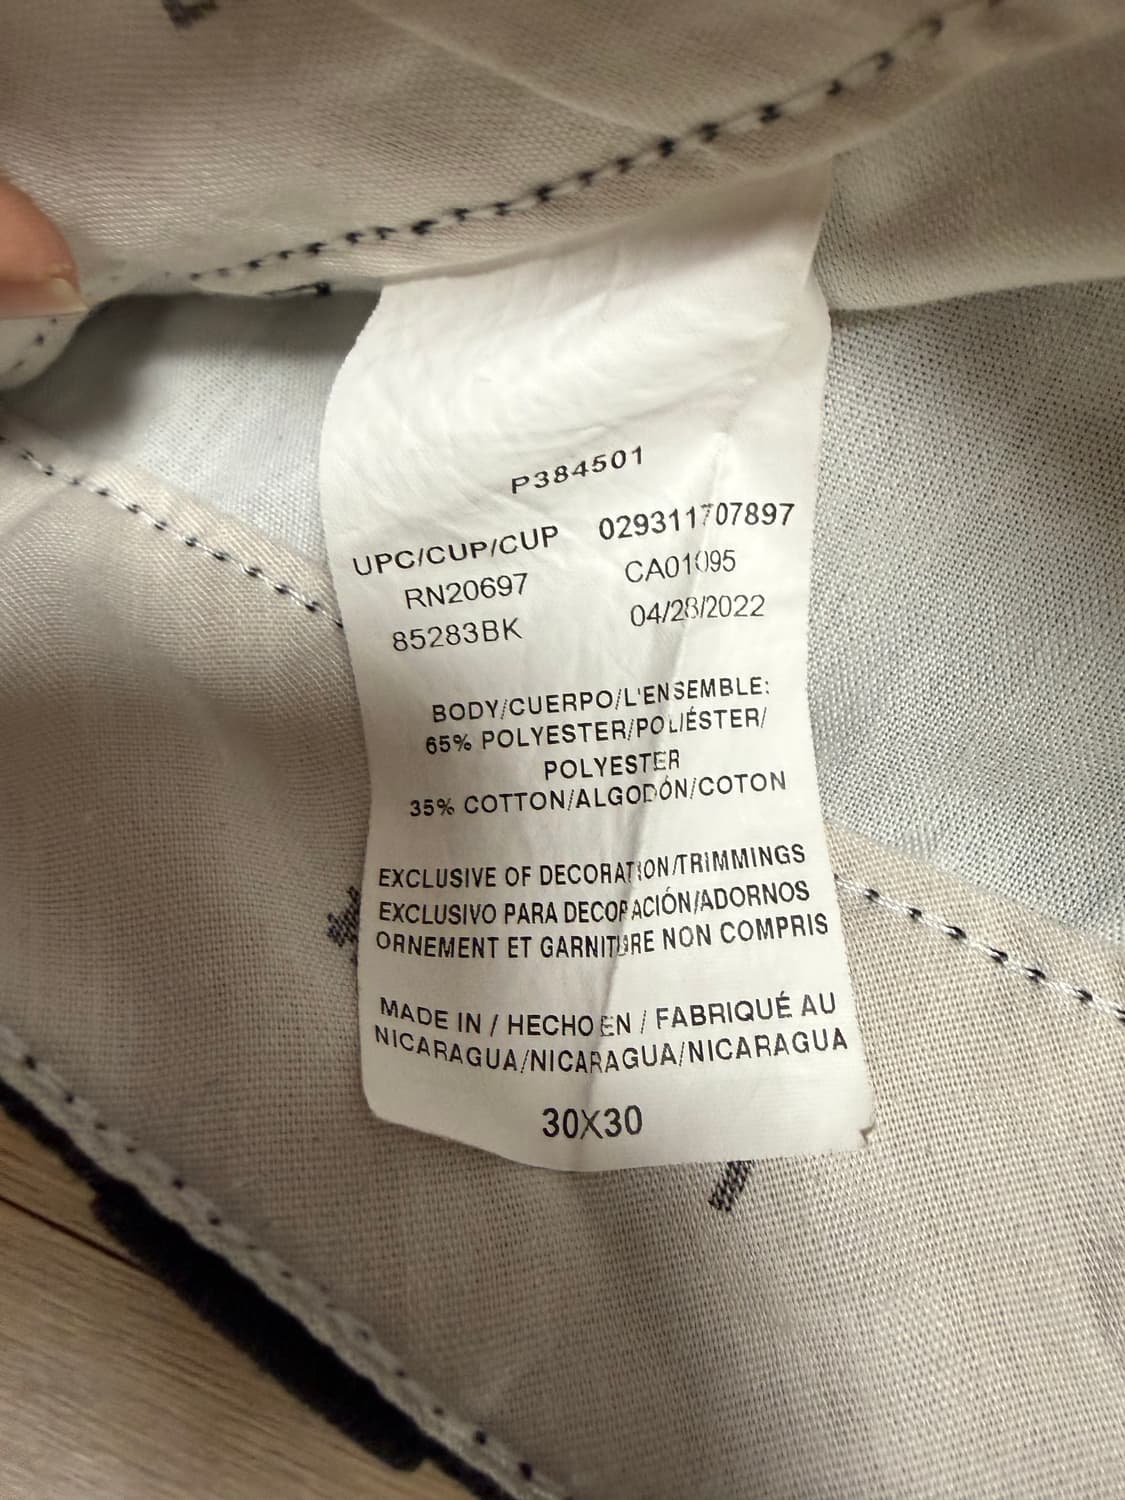 P384501
UPC/CUP/CUP 029311707897
RN20697 CA01095
85283BK 04/28/2022
BODY/CUERPO/L'ENSEMBLE:
65% POLYESTER/POLIÉSTER/
POLYESTER
35% COTTON/ALGODÓN/COTON
EXCLUSIVE OF DECORATION/TRIMMINGS
EXCLUSIVO PARA DECORACIÓN/ADORNOS
ORNEMENT ET GARNITURE NON COMPRIS
MADE IN / HECHO EN / FABRIQUÉ AU
NICARAGUA/NICARAGUA/NICARAGUA
30X30